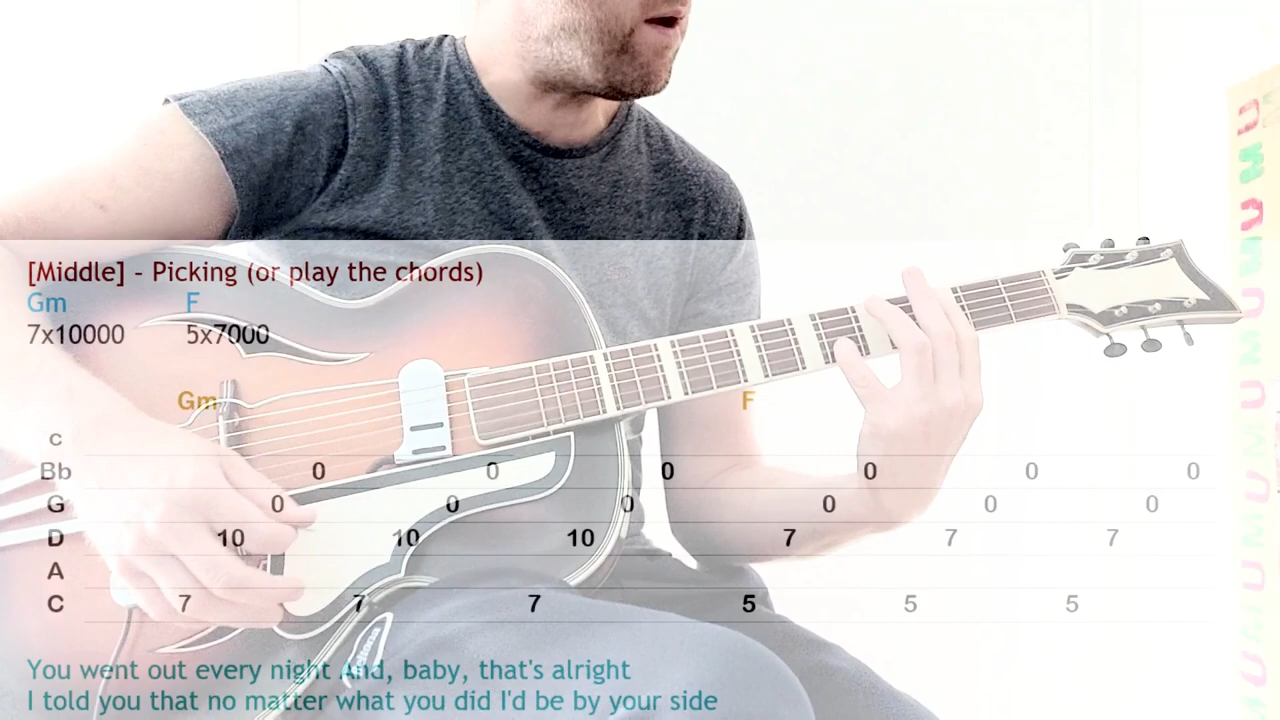 [Middle] - Picking (or play the chords)
Gm F
7x10000 5x7000
Gm F
c
Bb 0 0 0 0 0 0
G 0 0 0 0 0 0
D 10 10 10 7 7 7
A
C 7 7 7 5 5 5
You went out every night And, baby, that's alright
I told you that no matter what you did I'd be by your side